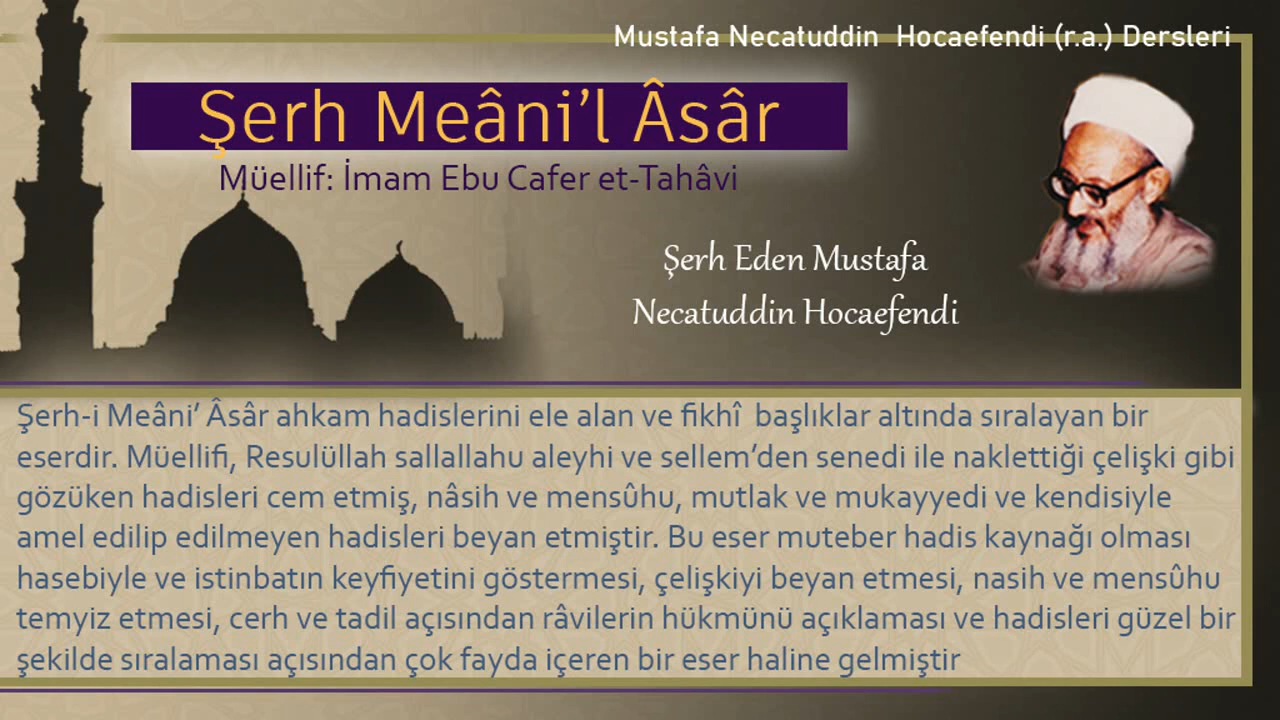 Mustafa Necatuddin Hocaefendi (r.a.) Dersleri
Şerh Meâni’l Âsâr
Müellif: İmam Ebu Cafer et-Tahâvi
Şerh Eden Mustafa
Necatuddin Hocaefendi
Şerh-i Meâni’ Âsâr ahkam hadislerini ele alan ve fikhî başlıklar altında sıralayan bir
eserdir. Müellifi, Resulüllah sallallahu aleyhi ve sellem’den senedi ile naklettiği çelişki gibi
gözüken hadisleri cem etmiş, nâsih ve mensûhu, mutlak ve mukayyedi ve kendisiyle
amel edilip edilmeyen hadisleri beyan etmiştir. Bu eser muteber hadis kaynağı olması
hasebiyle ve istinbatın keyfiyetini göstermesi, çelişkiyi beyan etmesi, nasih ve mensûhu
temyiz etmesi, cerh ve tadil açısından râvilerin hükmünü açıklaması ve hadisleri güzel bir
şekilde sıralaması açısından çok fayda içeren bir eser haline gelmiştir